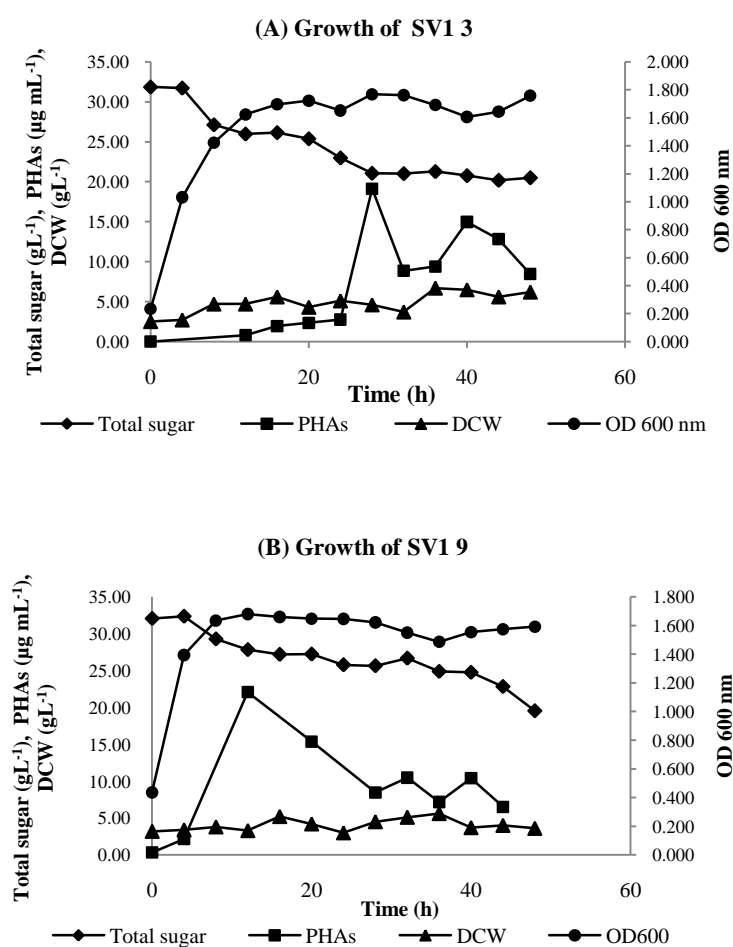 (A) Growth of SV1 3
Total sugar (gL-1), PHAs (µg mL-1),
DCW (gL-1)
35.00
30.00
25.00
20.00
15.00
10.00
5.00
0.00
2.000
1.800
1.600
1.400
1.200
1.000
0.800
0.600
0.400
0.200
0.000
OD 600 nm
0 20 40 60
Time (h)
Total sugar PHAs DCW OD 600 nm
(B) Growth of SV1 9
Total sugar (gL-1), PHAs (µg mL-1),
DCW (gL-1)
35.00
30.00
25.00
20.00
15.00
10.00
5.00
0.00
1.800
1.600
1.400
1.200
1.000
0.800
0.600
0.400
0.200
0.000
OD 600 nm
0 20 40 60
Time (h)
Total sugar PHAs DCW OD600